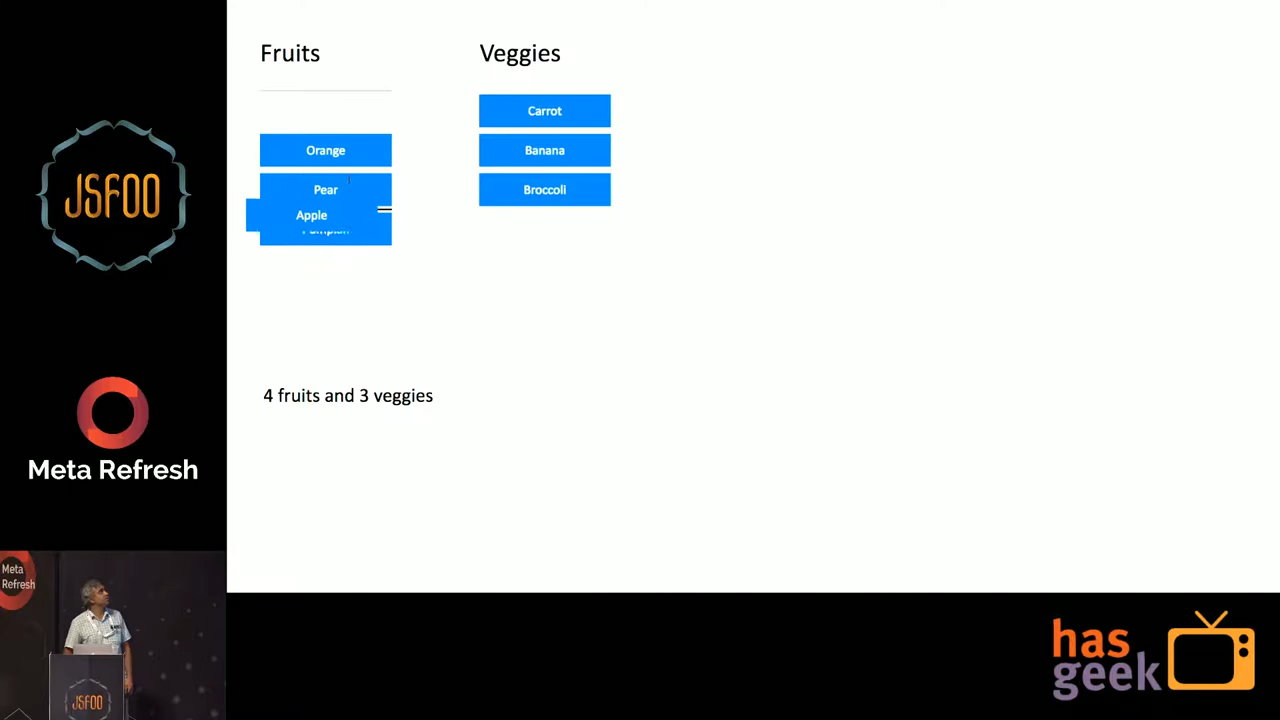 Fruits
Veggies
Carrot
Orange
Banana
Pear
Broccoli
Apple
4 fruits and 3 veggies
JSFOO
Meta Refresh
Meta
Refresh
JSFOO
has
geek